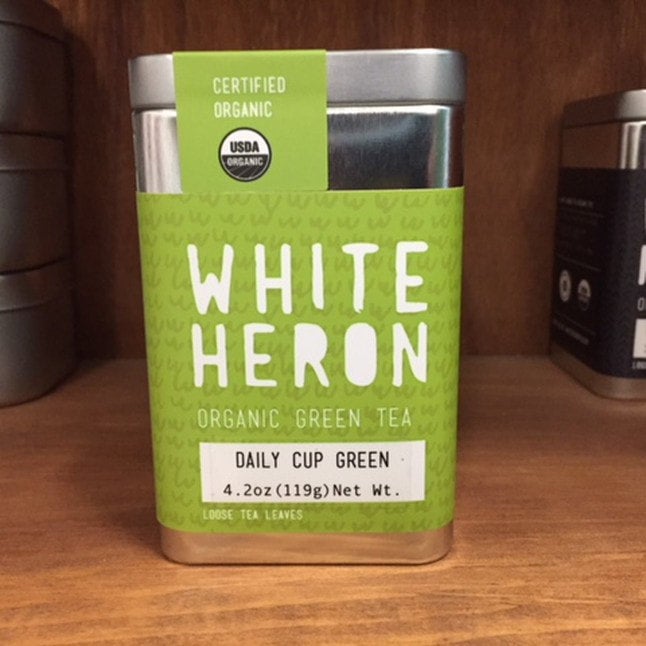 CERTIFIED
ORGANIC
USDA
ORGANIC
WHITE
HERON
ORGANIC GREEN TEA
DAILY CUP GREEN
4.2oz(119g)Net Wt.
LOOSE TEA LEAVES